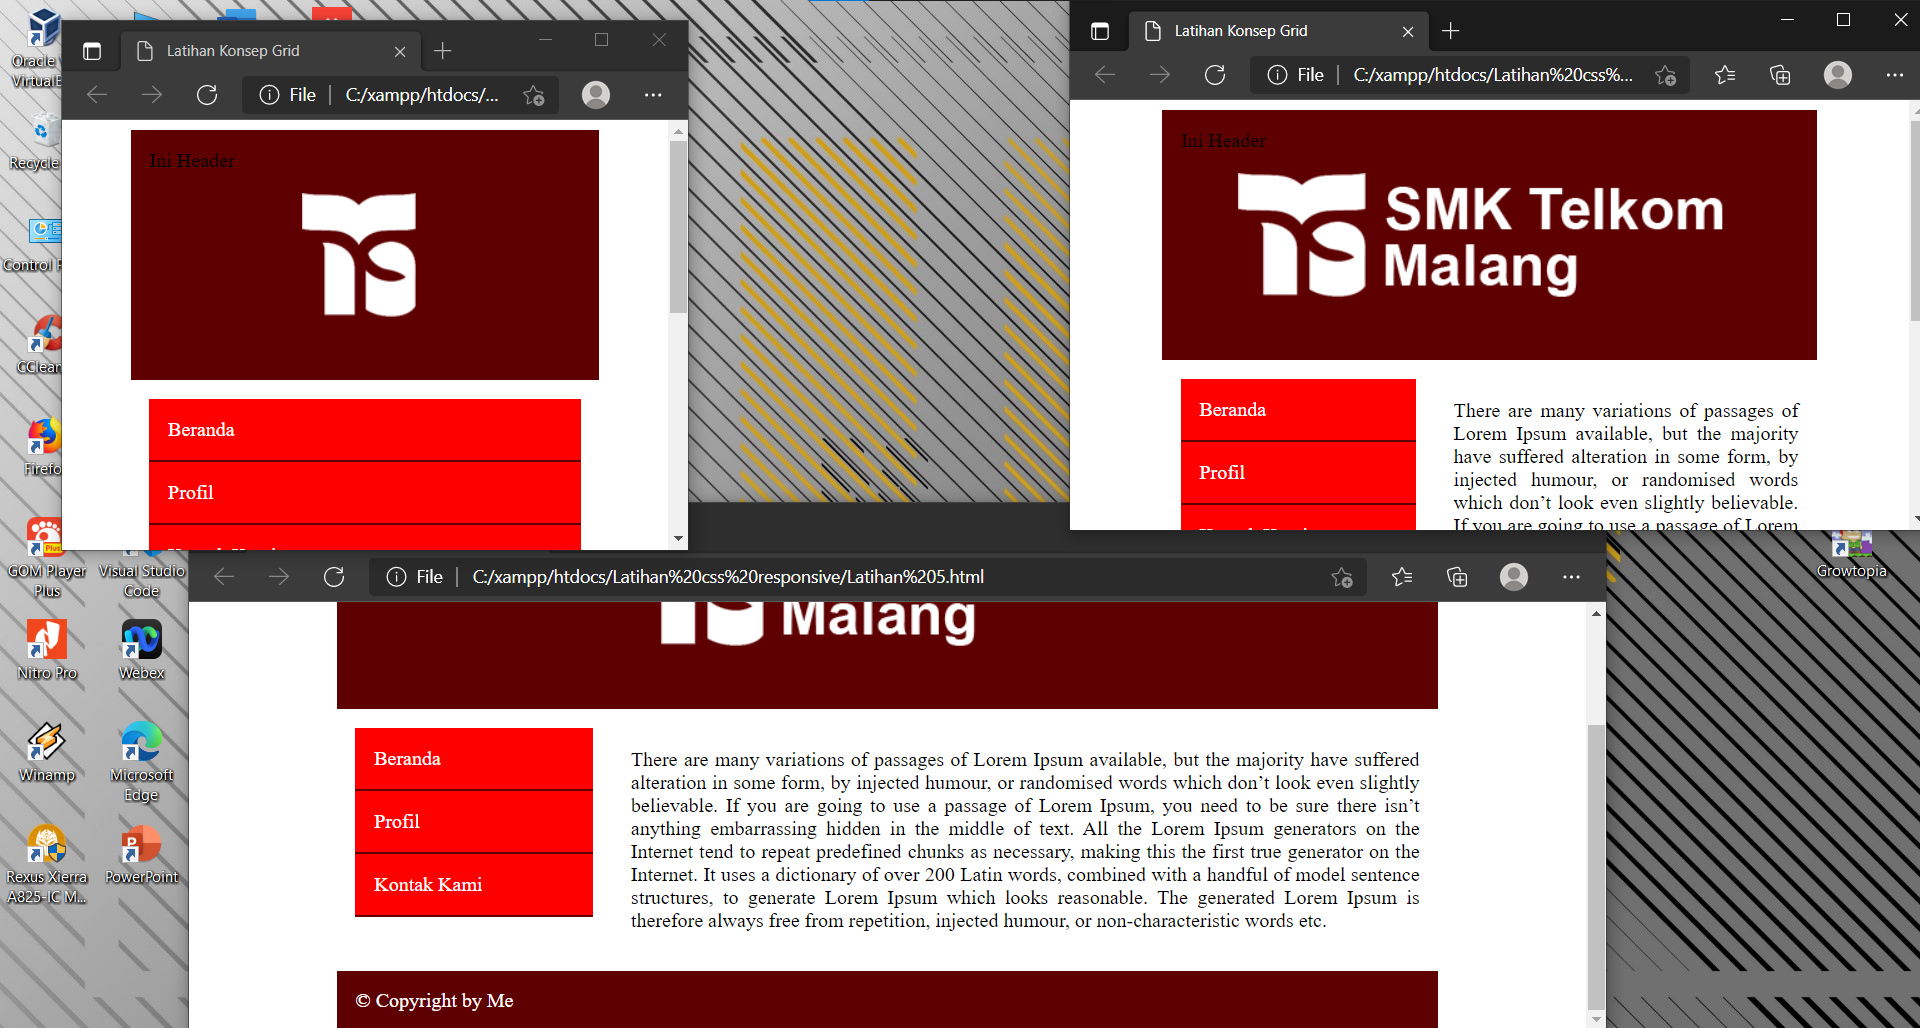 Oracle
VirtualB
Recycle
Control P
CClean
Firefo
GOM Player
Plus
Visual Studio
Code
Nitro Pro
Webex
Winamp
Microsoft
Edge
Rexus Xierra
A825-IC M...
PowerPoint
Growtopia
Latihan Konsep Grid
File
C:/xampp/htdocs/...
Ini Header
Beranda
Profil
Latihan Konsep Grid
File
C:/xampp/htdocs/Latihan%20css%...
Ini Header
SMK Telkom
Malang
Beranda
Profil
There are many variations of passages of
Lorem Ipsum available, but the majority
have suffered alteration in some form, by
injected humour, or randomised words
which don’t look even slightly believable.
If you are going to use a passage of Lorem
File
C:/xampp/htdocs/Latihan%20css%20responsive/Latihan%205.html
Malang
Beranda
Profil
Kontak Kami
There are many variations of passages of Lorem Ipsum available, but the majority have suffered
alteration in some form, by injected humour, or randomised words which don’t look even slightly
believable. If you are going to use a passage of Lorem Ipsum, you need to be sure there isn’t
anything embarrassing hidden in the middle of text. All the Lorem Ipsum generators on the
Internet tend to repeat predefined chunks as necessary, making this the first true generator on the
Internet. It uses a dictionary of over 200 Latin words, combined with a handful of model sentence
structures, to generate Lorem Ipsum which looks reasonable. The generated Lorem Ipsum is
therefore always free from repetition, injected humour, or non-characteristic words etc.
© Copyright by Me